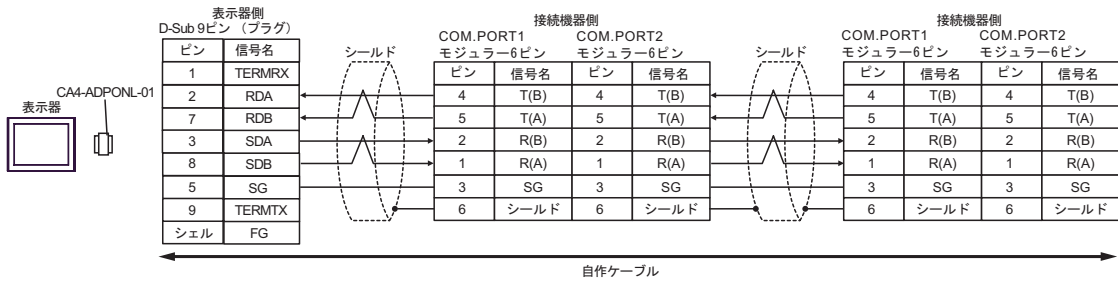 表示器
CA4-ADPONL-01
表示器側
D-Sub 9ピン （プラグ）
ピン 信号名
1 TERMRX
2 RDA
7 RDB
3 SDA
8 SDB
5 SG
9 TERMTX
シェル FG
シールド
接続機器側
COM.PORT1 COM.PORT2
モジュラー6ピン モジュラー6ピン
ピン 信号名 ピン 信号名
4 T(B) 4 T(B)
5 T(A) 5 T(A)
2 R(B) 2 R(B)
1 R(A) 1 R(A)
3 SG 3 SG
6 シールド 6 シールド
シールド
接続機器側
COM.PORT1 COM.PORT2
モジュラー6ピン モジュラー6ピン
ピン 信号名 ピン 信号名
4 T(B) 4 T(B)
5 T(A) 5 T(A)
2 R(B) 2 R(B)
1 R(A) 1 R(A)
3 SG 3 SG
6 シールド 6 シールド
自作ケーブル